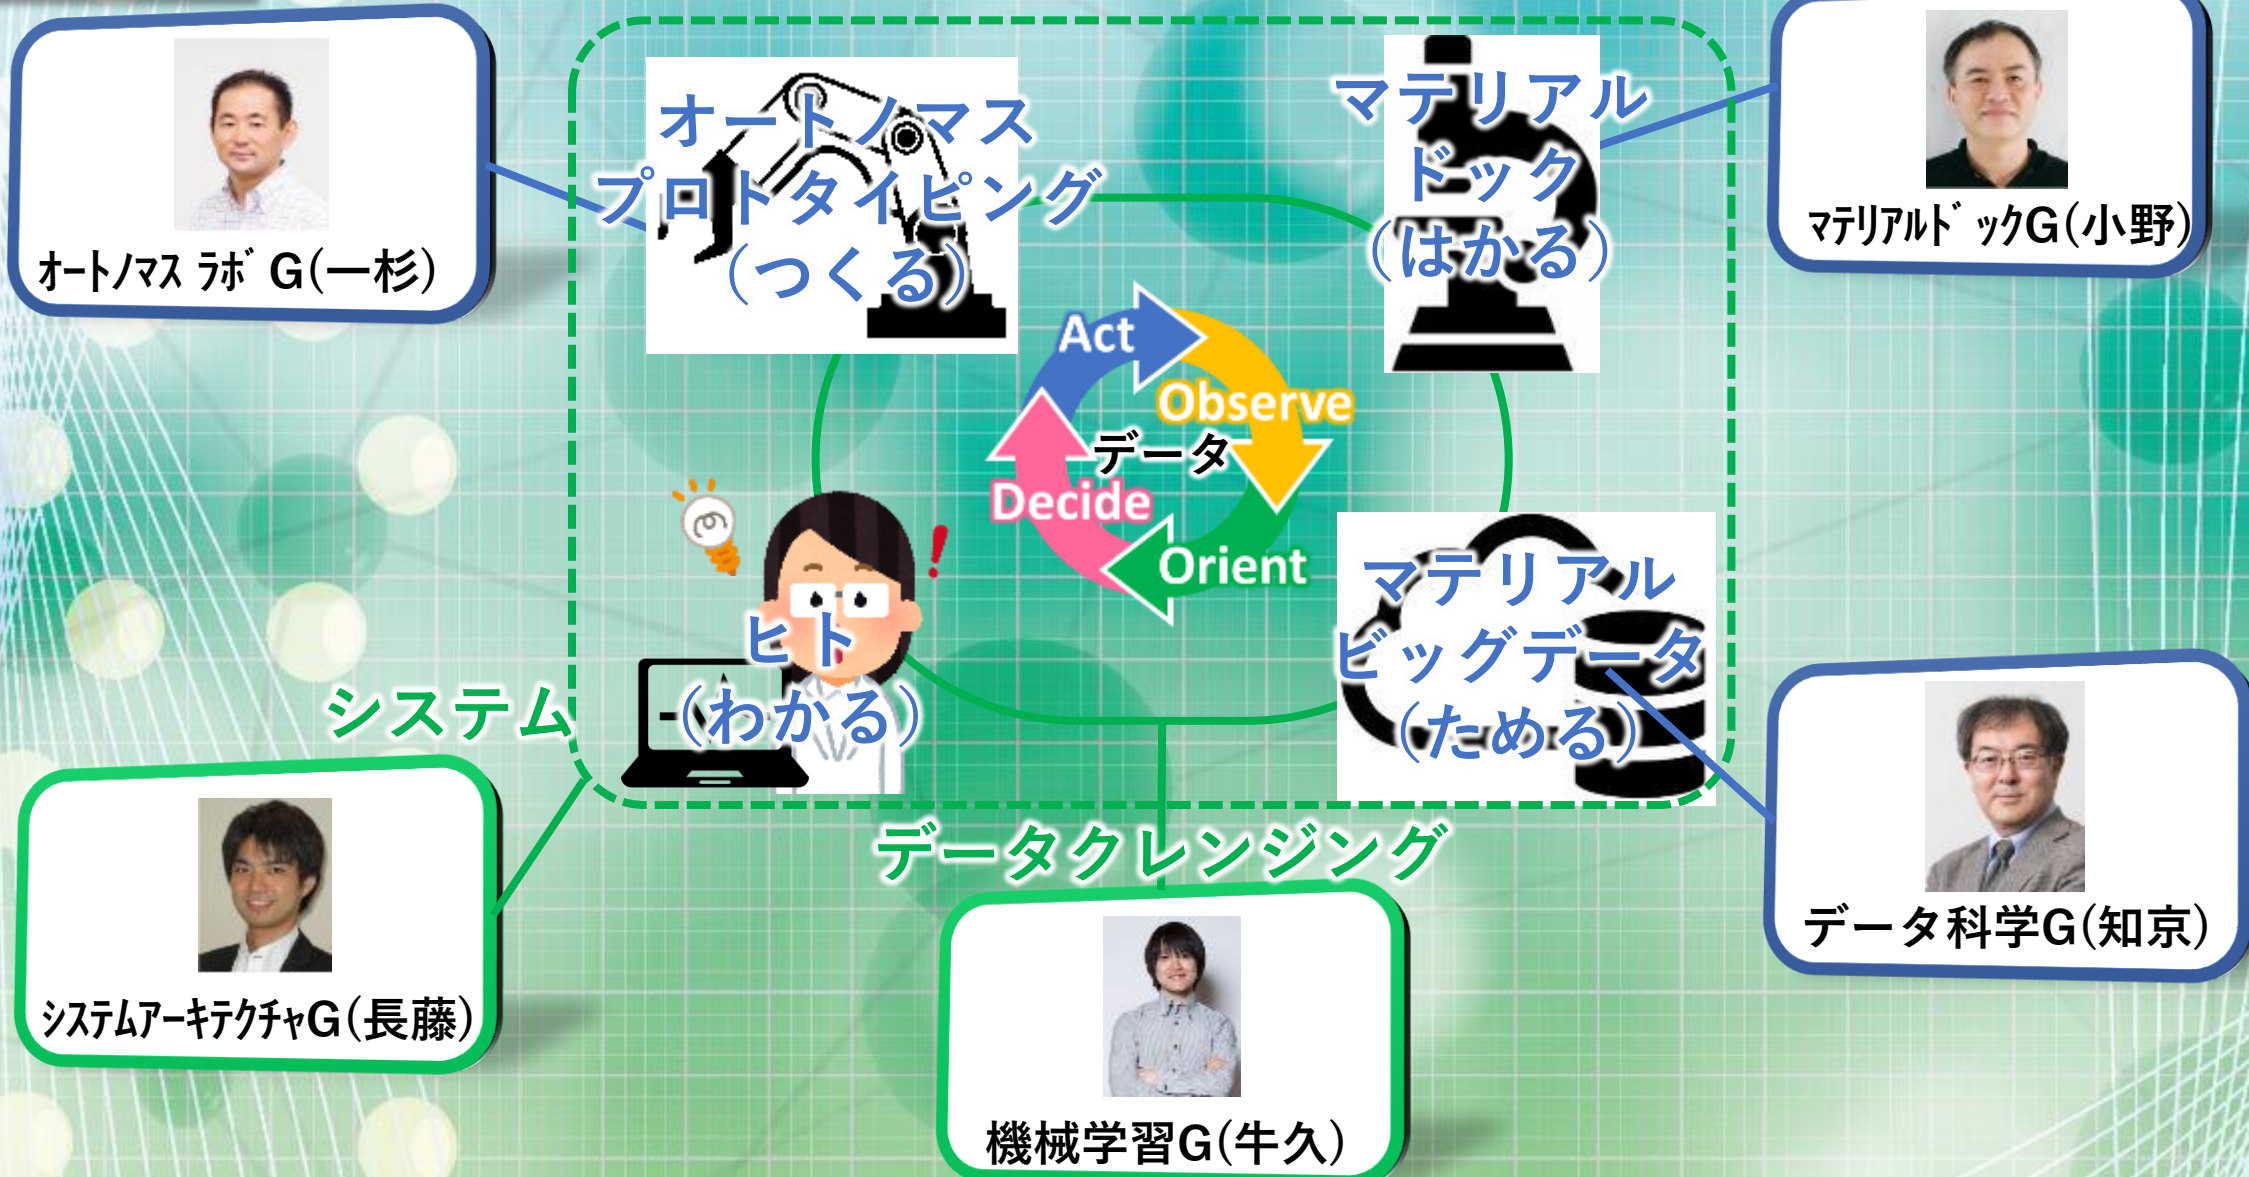 オートノマス
プロトタイピング
(つくる)
マテリアル
ドック
(はかる)
ｵｰﾄﾉﾏｽ ﾗﾎﾞ G(一杉)
ﾏﾃﾘｱﾙﾄﾞｯｸG(小野)
Act
Observe
データ
Decide
Orient
ヒト
(わかる)
マテリアル
ビッグデータ
(ためる)
システム
データクレンジング
ｼｽﾃﾑｱｰｷﾃｸﾁｬG(長藤)
機械学習G(牛久)
データ科学G(知京)